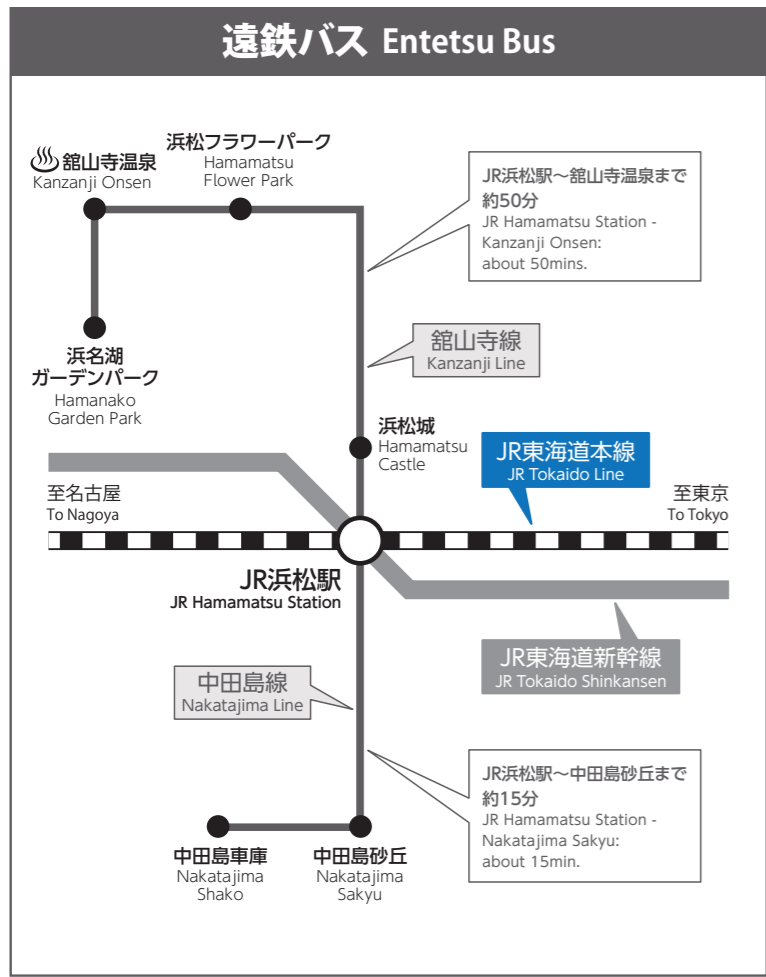 遠鉄バス Entetsu Bus
舘山寺温泉
Kanzanji Onsen
浜松フラワーパーク
Hamamatsu
Flower Park
JR浜松駅～舘山寺温泉まで
約50分
JR Hamamatsu Station -
Kanzanji Onsen:
about 50mins.
舘山寺線
Kanzanji Line
浜名湖
ガーデンパーク
Hamanako
Garden Park
浜松城
Hamamatsu
Castle
JR東海道本線
JR Tokaido Line
至名古屋
To Nagoya
至東京
To Tokyo
JR浜松駅
JR Hamamatsu Station
JR東海道新幹線
JR Tokaido Shinkansen
中田島線
Nakatajima Line
JR浜松駅～中田島砂丘まで
約15分
JR Hamamatsu Station -
Nakatajima Sakyu:
about 15min.
中田島車庫
Nakatajima
Shako
中田島砂丘
Nakatajima
Sakyu